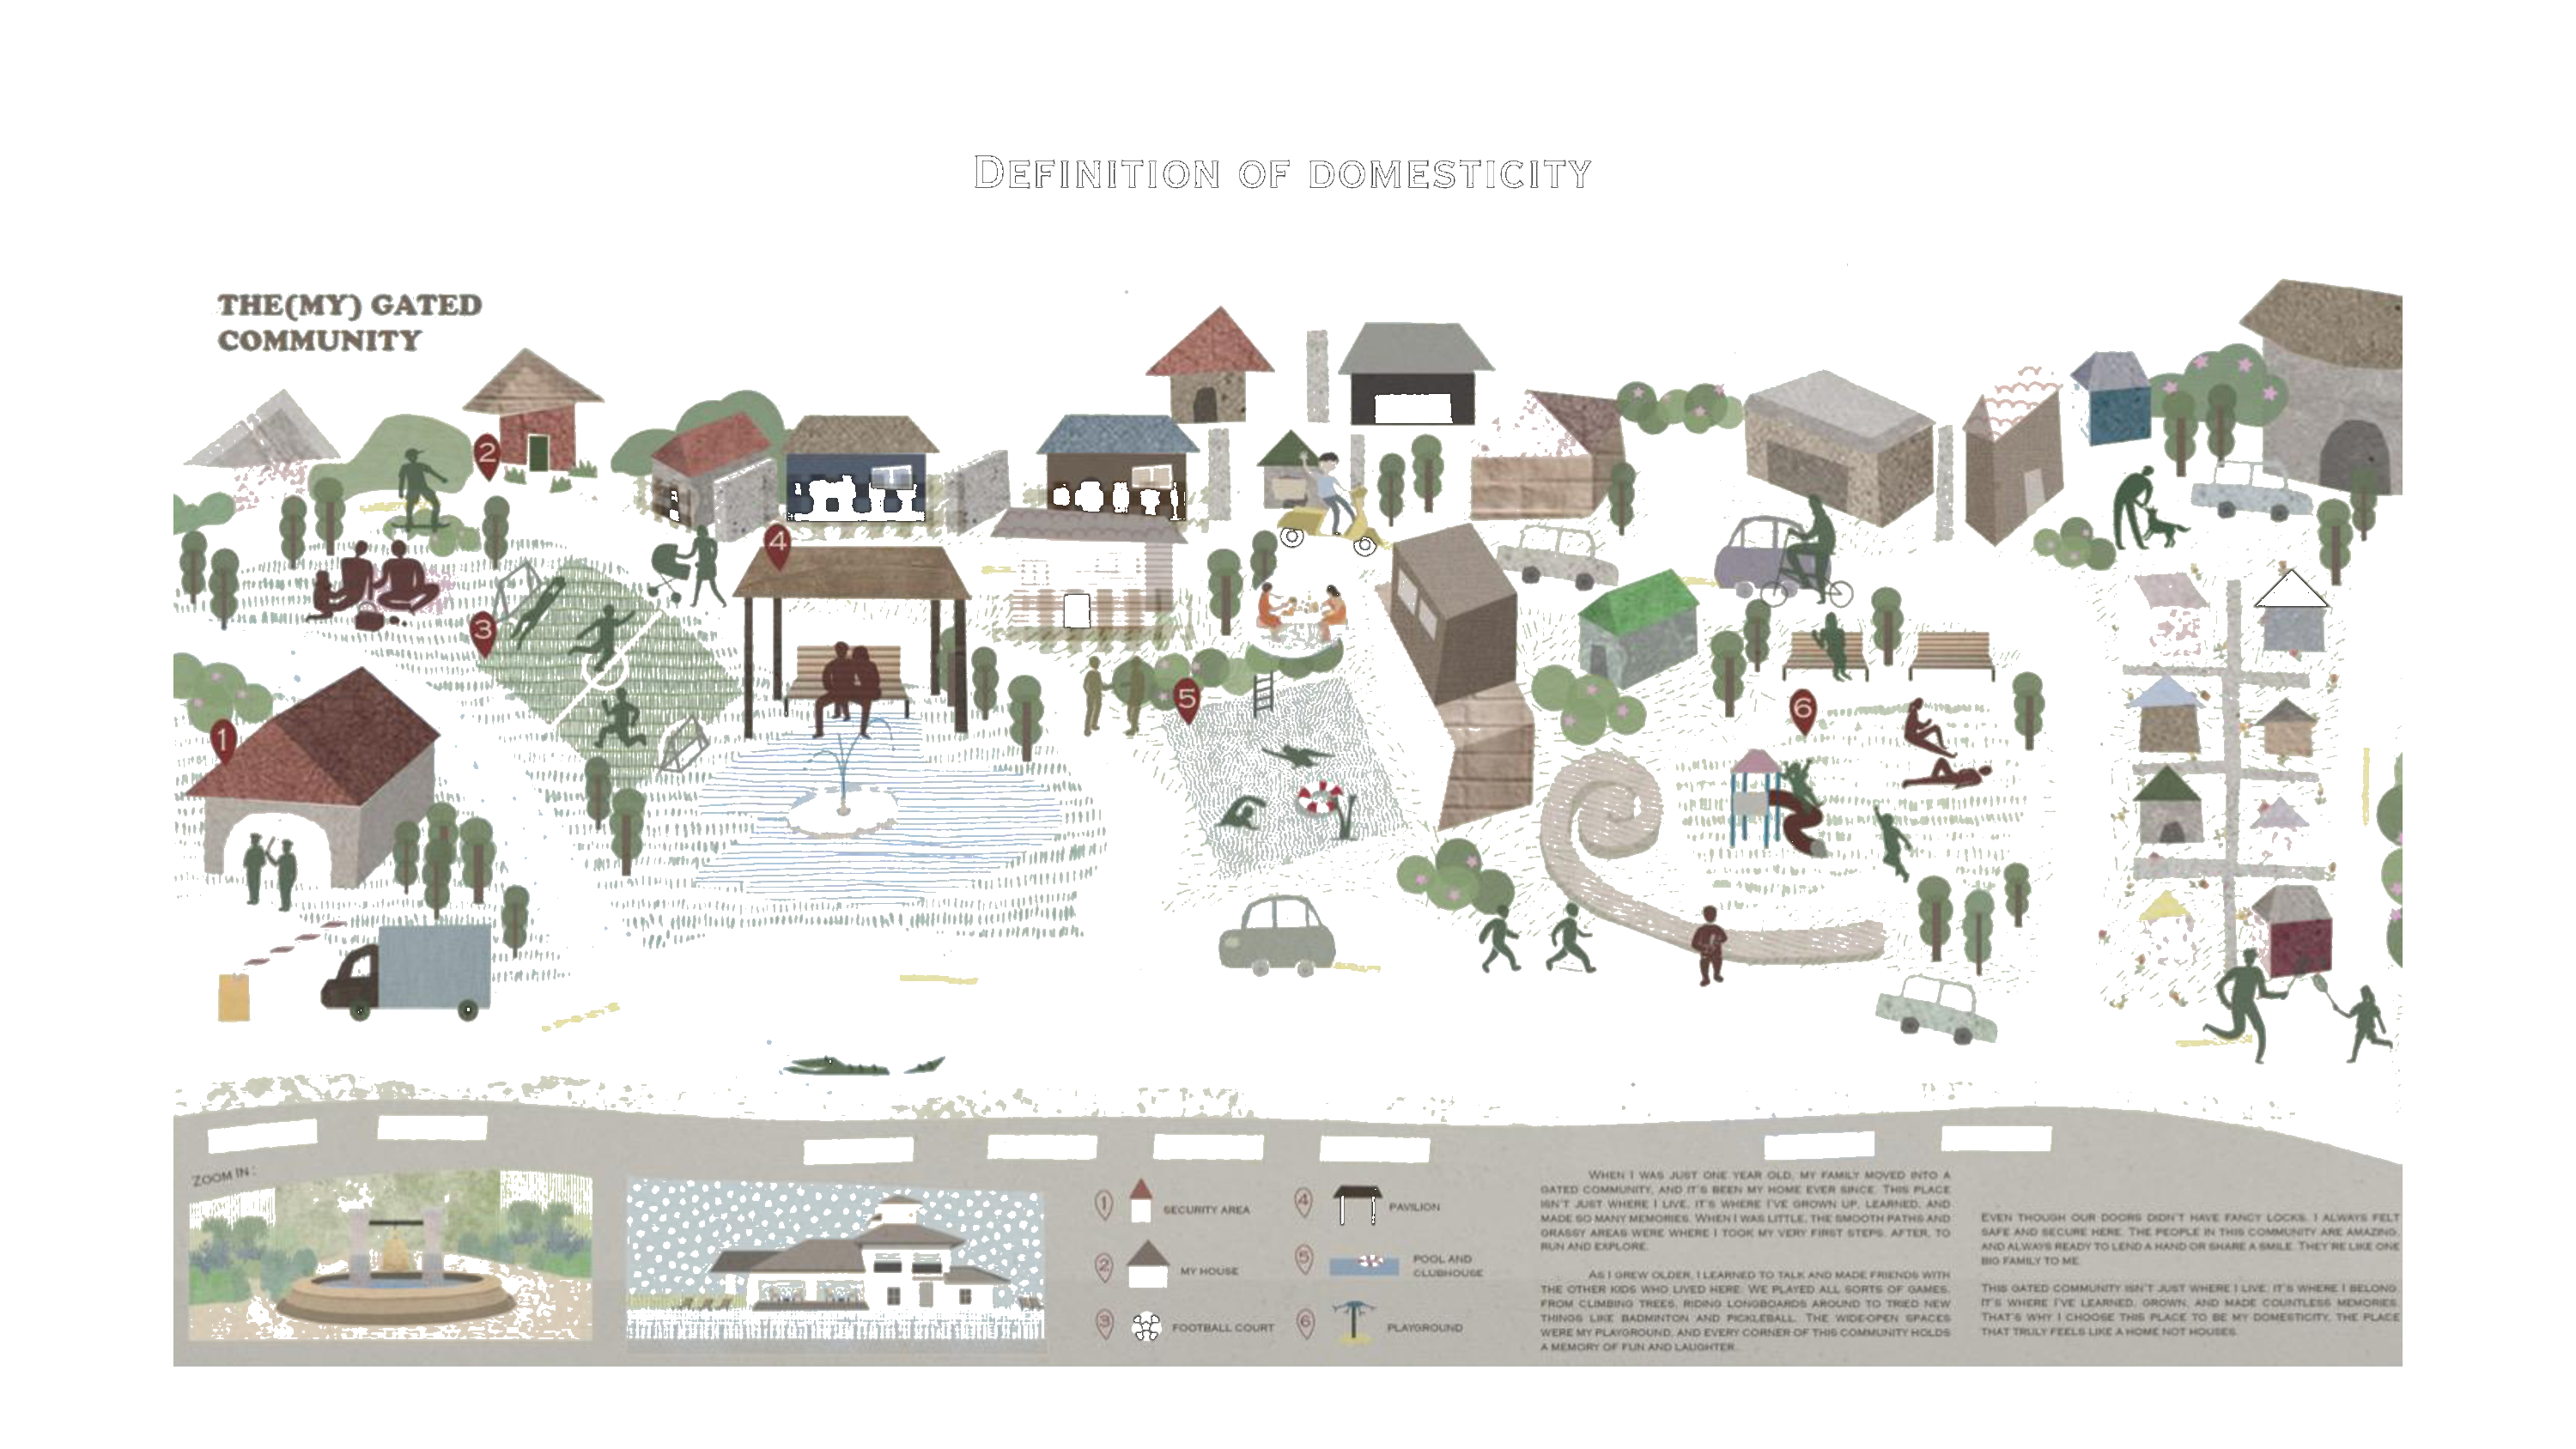 DEFINITION OF DOMESTICITY
THE(MY) GATED
COMMUNITY
2
4
3
5
6
1
ZOOM IN :
1 SECURITY AREA
2 MY HOUSE
3 FOOTBALL COURT
4 PAVILION
5 POOL AND
CLUBHOUSE
6 PLAYGROUND
WHEN I WAS JUST ONE YEAR OLD, MY FAMILY MOVED INTO A
GATED COMMUNITY, AND IT'S BEEN MY HOME EVER SINCE. THIS PLACE
ISN'T JUST WHERE I LIVE, IT'S WHERE I'VE GROWN UP, LEARNED, AND
MADE SO MANY MEMORIES. WHEN I WAS LITTLE, THE SMOOTH PATHS AND
GRASSY AREAS WERE WHERE I TOOK MY VERY FIRST STEPS, AFTER, TO
RUN AND EXPLORE.
AS I GREW OLDER, I LEARNED TO TALK AND MADE FRIENDS WITH
THE OTHER KIDS WHO LIVED HERE. WE PLAYED ALL SORTS OF GAMES,
FROM CLIMBING TREES, RIDING LONGBOARDS AROUND TO TRIED NEW
THINGS LIKE BADMINTON AND PICKLEBALL. THE WIDE-OPEN SPACES
WERE MY PLAYGROUND, AND EVERY CORNER OF THIS COMMUNITY HOLDS
A MEMORY OF FUN AND LAUGHTER.
EVEN THOUGH OUR DOORS DIDN'T HAVE FANCY LOCKS, I ALWAYS FELT
SAFE AND SECURE HERE. THE PEOPLE IN THIS COMMUNITY ARE AMAZING,
AND ALWAYS READY TO LEND A HAND OR SHARE A SMILE. THEY'RE LIKE ONE
BIG FAMILY TO ME.
THIS GATED COMMUNITY ISN'T JUST WHERE I LIVE; IT'S WHERE I BELONG.
IT'S WHERE I'VE LEARNED, GROWN, AND MADE COUNTLESS MEMORIES.
THAT'S WHY I CHOOSE THIS PLACE TO BE MY DOMESTICITY, THE PLACE
THAT TRULY FEELS LIKE A HOME NOT HOUSES.